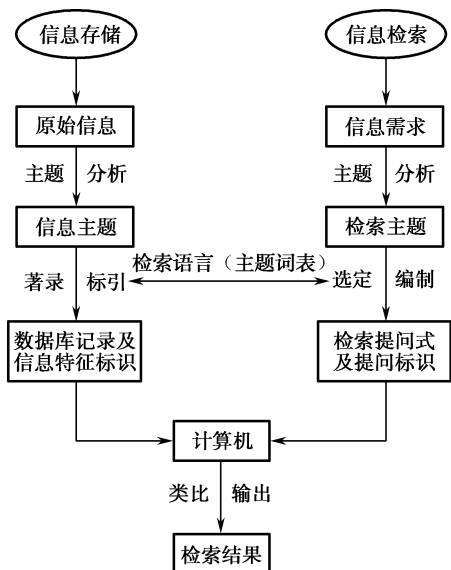 信息存储
信息检索
原始信息
信息需求
主题 分析
主题 分析
信息主题
检索主题
检索语言（主题词表）
著录 标引
选定 编制
数据库记录及
信息特征标识
检索提问式
及提问标识
计算机
类比 输出
检索结果